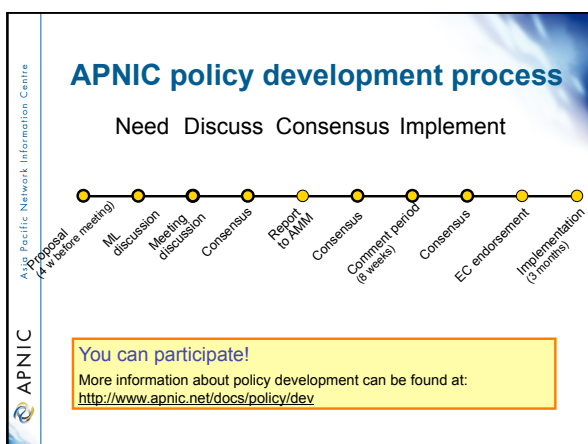 APNIC policy development process
Need Discuss Consensus Implement
Proposal
(4 w before meeting)
ML
discussion
Meeting
discussion
Consensus
Report
to AMM
Consensus
Comment period
(8 weeks)
Consensus
EC endorsement
Implementation
(3 months)
You can participate!
More information about policy development can be found at:
http://www.apnic.net/docs/policy/dev
Asia Pacific Network Information Centre
APNIC